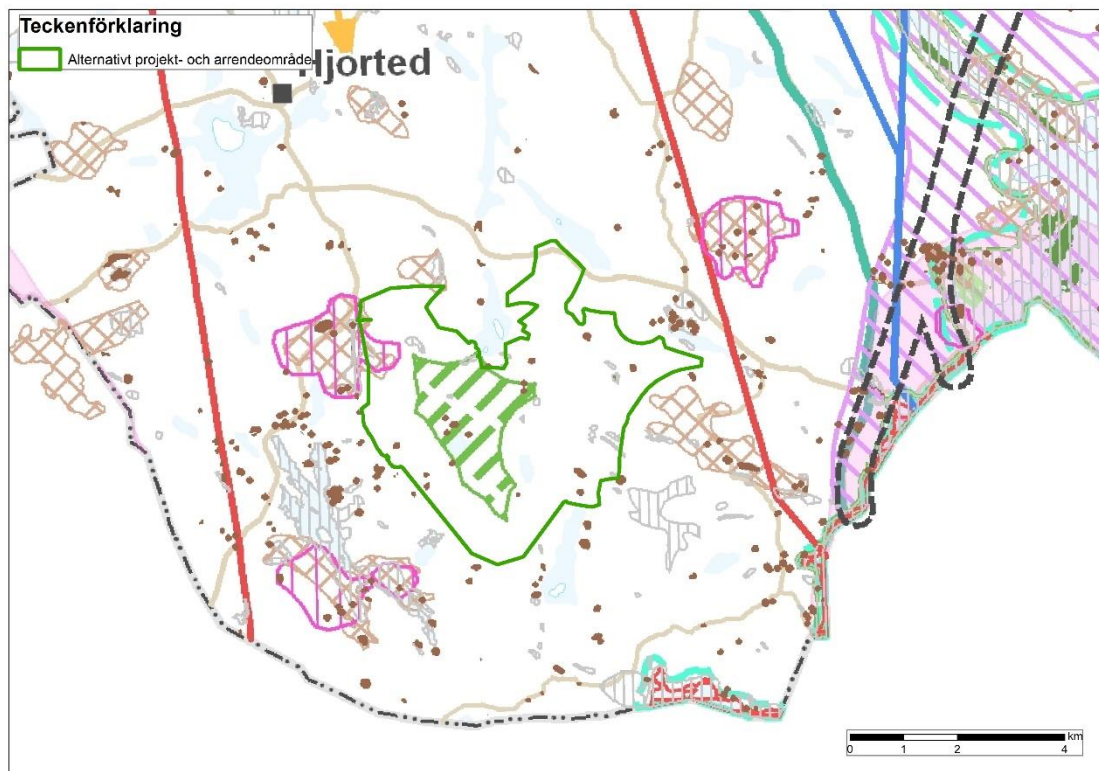 Teckenförklaring
Alternativt projekt- och arrendeområde
Hjorted
km
0 1 2 4